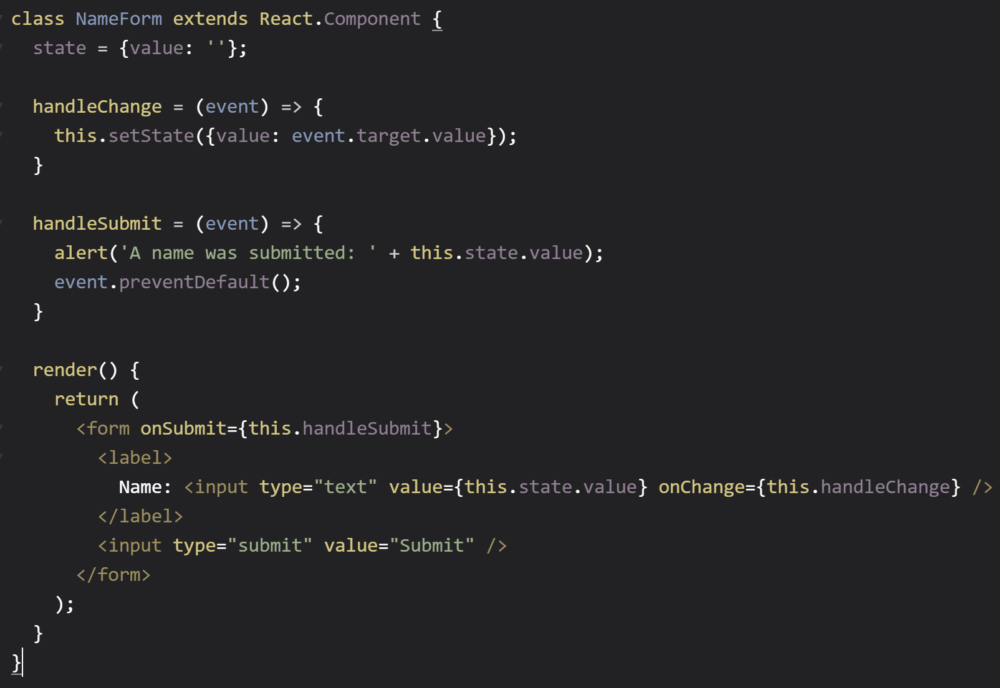 class NameForm extends React.Component {
  state = {value: ''};
  handleChange = (event) => {
    this.setState({value: event.target.value});
  }
  handleSubmit = (event) => {
    alert('A name was submitted: ' + this.state.value);
    event.preventDefault();
  }
  render() {
    return (
      <form onSubmit={this.handleSubmit}>
        <label>
          Name: <input type="text" value={this.state.value} onChange={this.handleChange} />
        </label>
        <input type="submit" value="Submit" />
      </form>
    );
  }
}